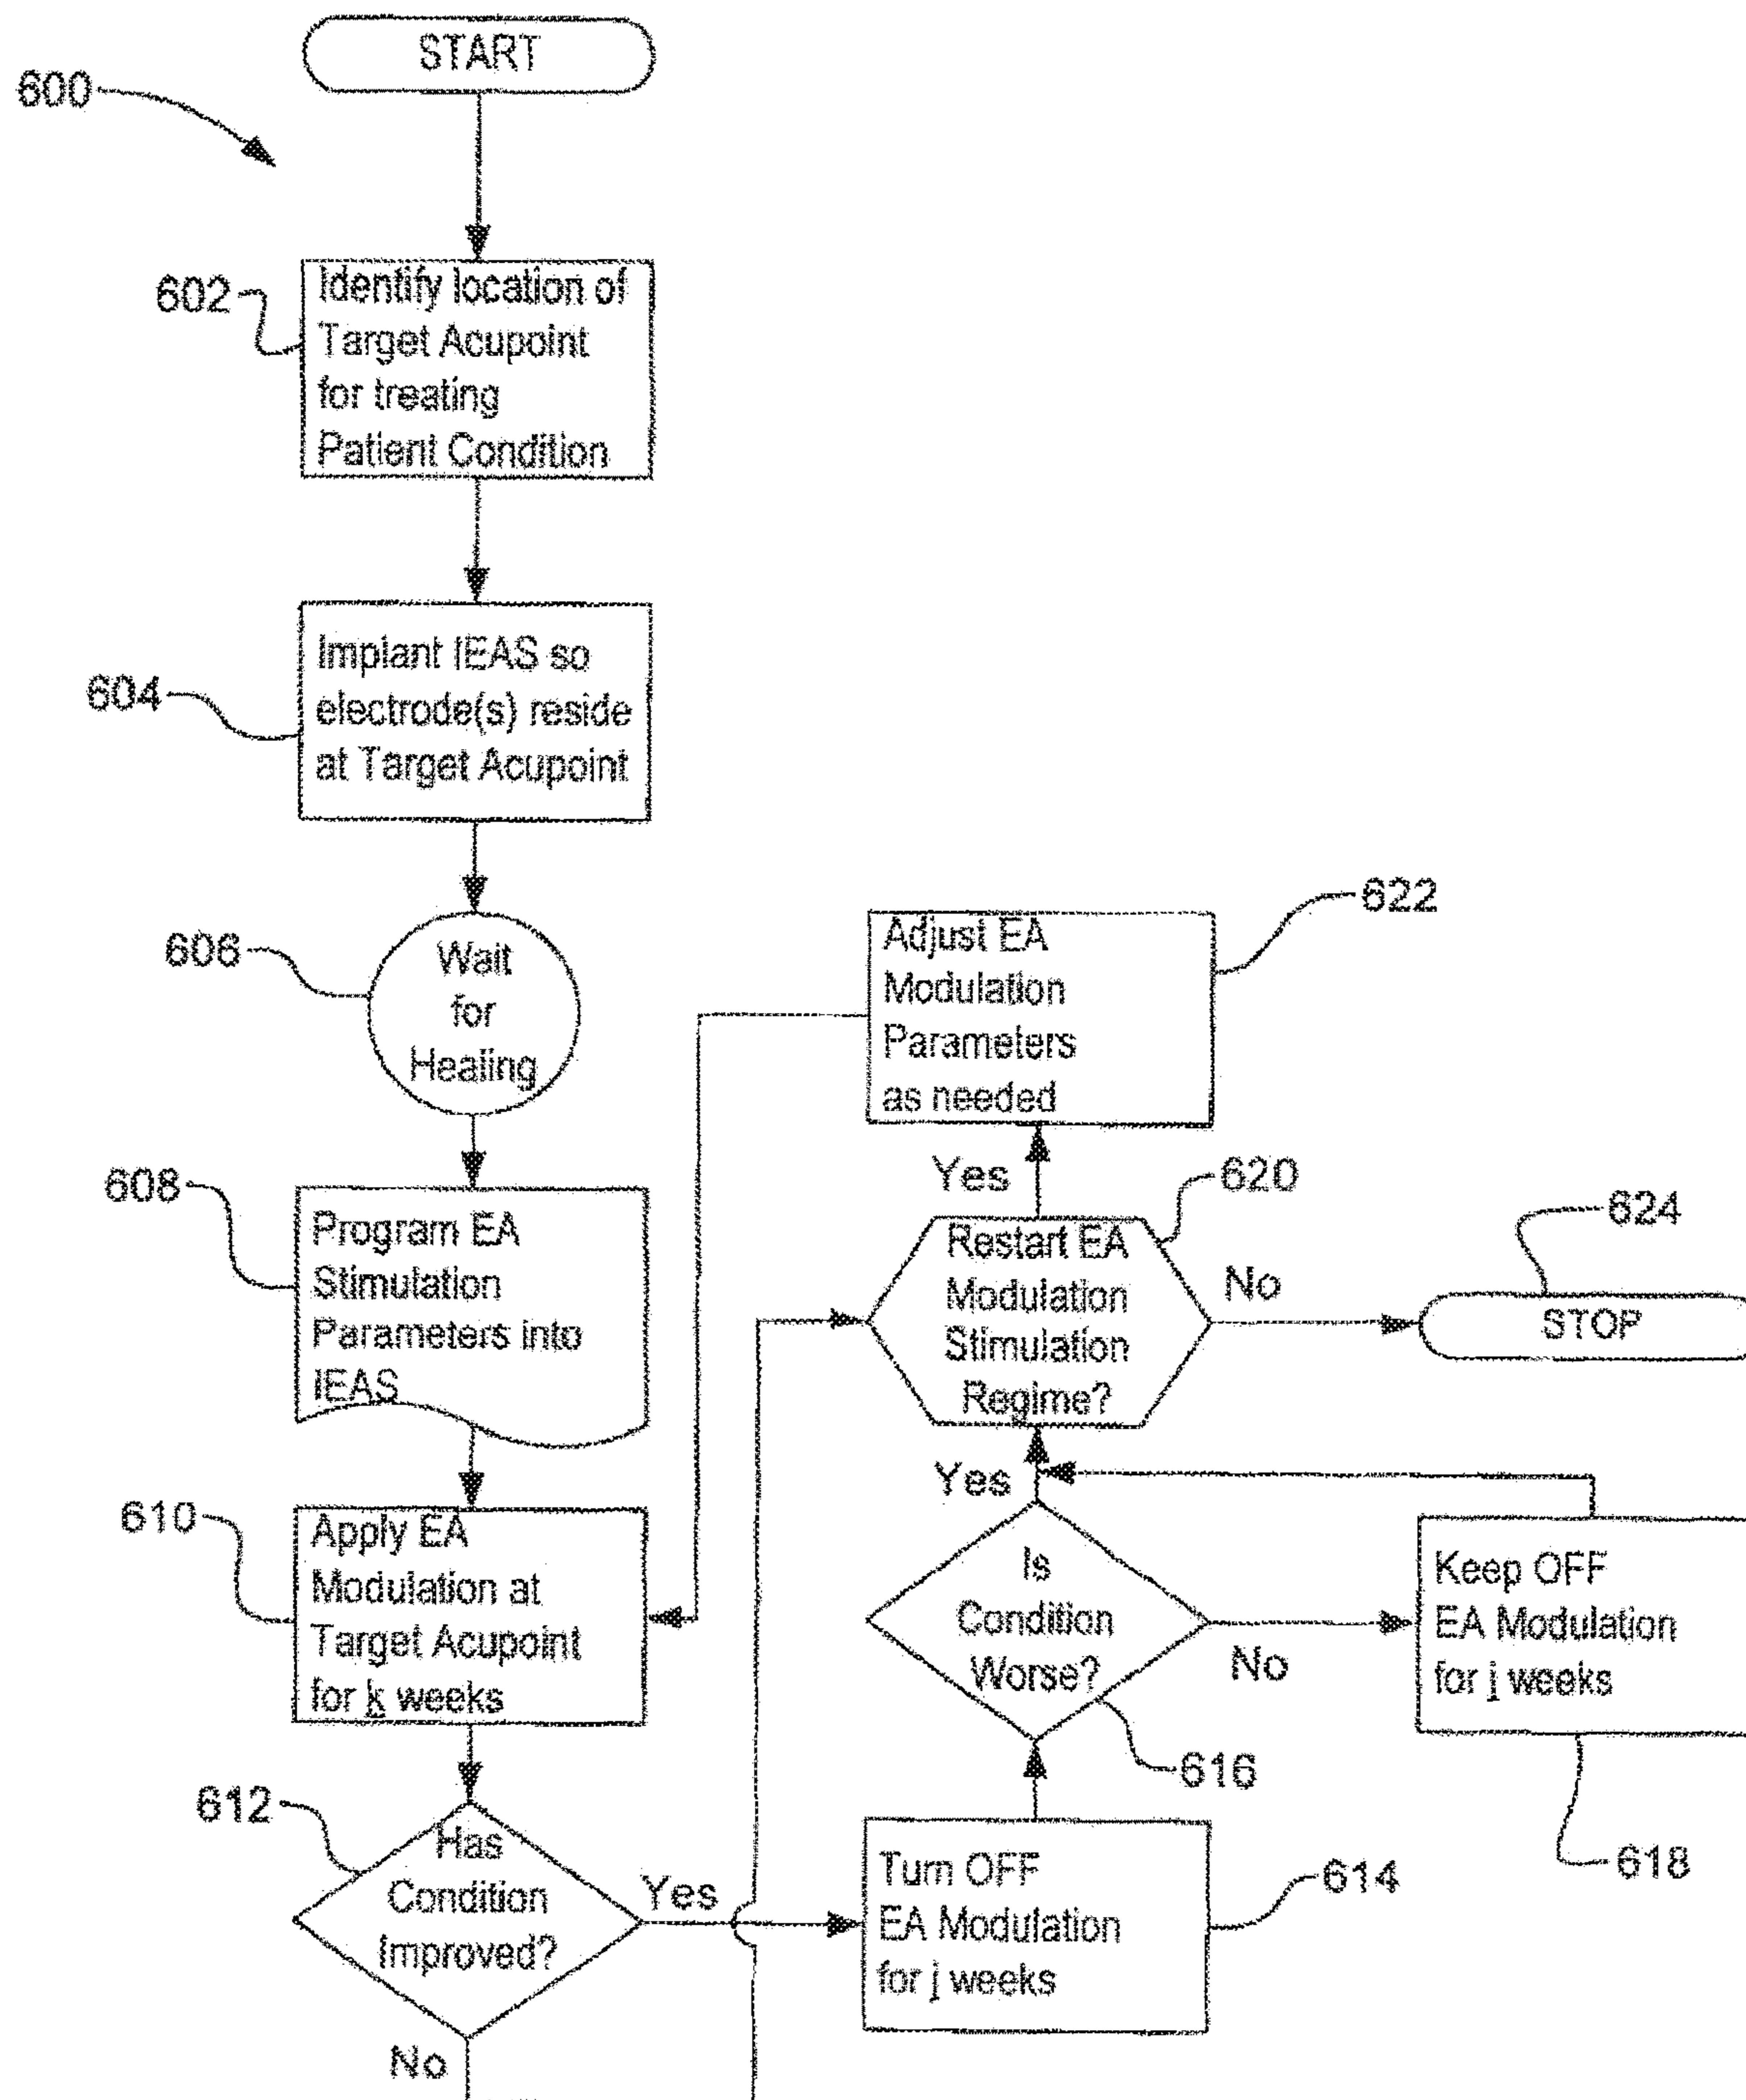 START
600
602
Identify location of
Target Acupoint
for treating
Patient Condition
604
Implant IEAS so
electrode(s) reside
at Target Acupoint
606
Wait
for
Healing
608
Program EA
Stimulation
Parameters into
IEAS
610
Apply EA
Modulation at
Target Acupoint
for k weeks
612
Has
Condition
Improved?
Yes
No
614
Turn OFF
EA Modulation
for j weeks
616
Is
Condition
Worse?
Yes
No
618
Keep OFF
EA Modulation
for j weeks
620
Restart EA
Modulation
Stimulation
Regime?
Yes
No
622
Adjust EA
Modulation
Parameters
as needed
624
STOP